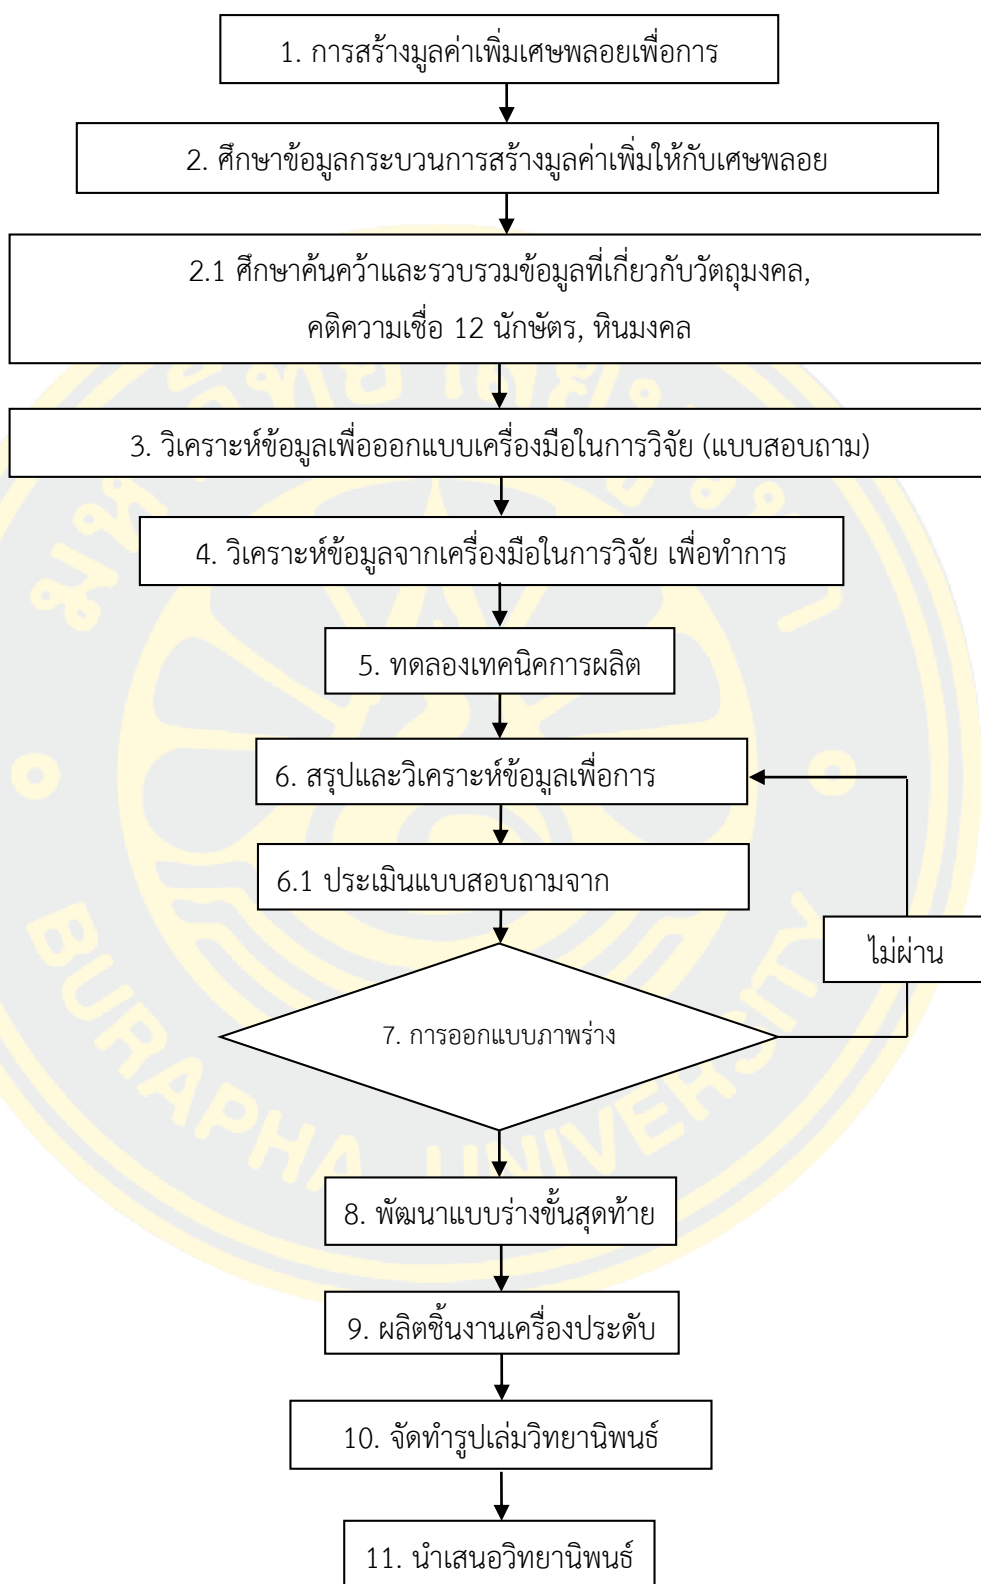 1. การสร้างมูลค่าเพิ่มเศษพลอยเพื่อการ
2. ศึกษาข้อมูลกระบวนการสร้างมูลค่าเพิ่มให้กับเศษพลอย
2.1 ศึกษาค้นคว้าและรวบรวมข้อมูลที่เกี่ยวกับวัตถุมงคล,
คติความเชื่อ 12 นักษัตร, หินมงคล
3. วิเคราะห์ข้อมูลเพื่อออกแบบเครื่องมือในการวิจัย (แบบสอบถาม)
4. วิเคราะห์ข้อมูลจากเครื่องมือในการวิจัย เพื่อทำการ
5. ทดลองเทคนิคการผลิต
6. สรุปและวิเคราะห์ข้อมูลเพื่อการ
6.1 ประเมินแบบสอบถามจาก
ไม่ผ่าน
7. การออกแบบภาพร่าง
8. พัฒนาแบบร่างขั้นสุดท้าย
9. ผลิตชิ้นงานเครื่องประดับ
10. จัดทำรูปเล่มวิทยานิพนธ์
11. นำเสนอวิทยานิพนธ์
BURAPHA UNIVERSITY